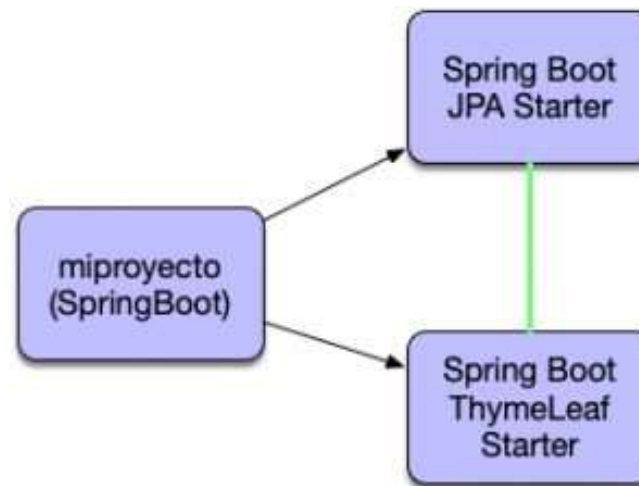 Spring Boot
JPA Starter
miproyecto
(SpringBoot)
Spring Boot
ThymeLeaf
Starter